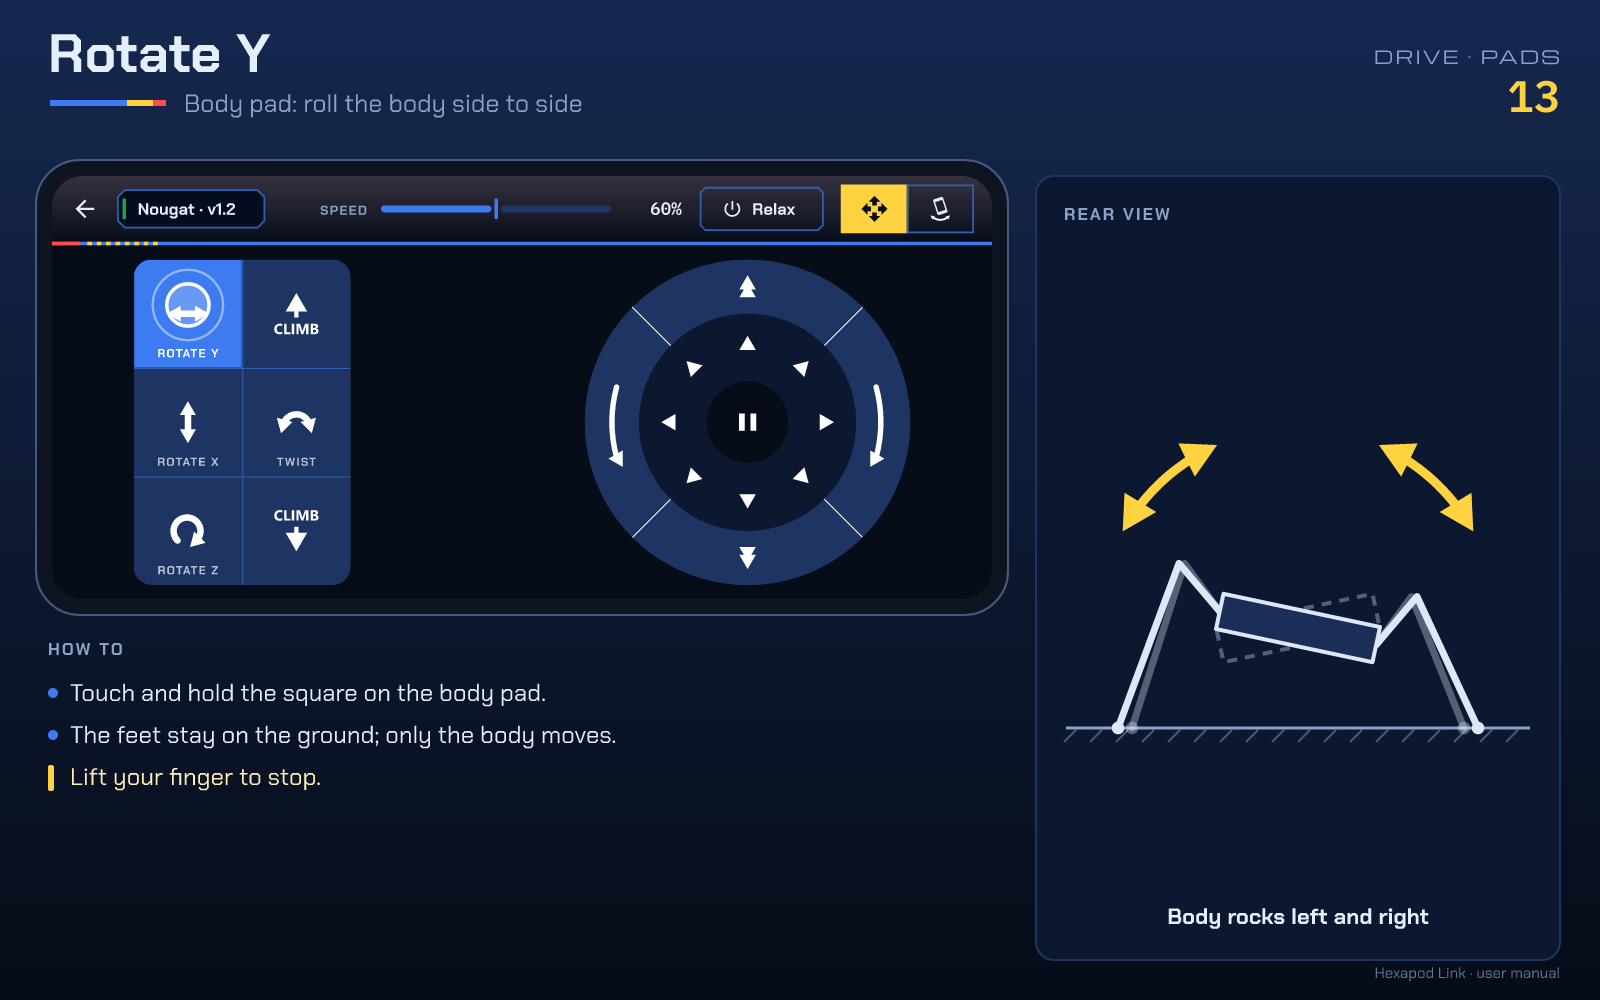 Rotate Y
Body pad: roll the body side to side
DRIVE · PADS
13
Nougat · v1.2
SPEED
60%
Relax
ROTATE Y
CLIMB
ROTATE X
TWIST
ROTATE Z
CLIMB
HOW TO
Touch and hold the square on the body pad.
The feet stay on the ground; only the body moves.
Lift your finger to stop.
REAR VIEW
Body rocks left and right
Hexapod Link · user manual